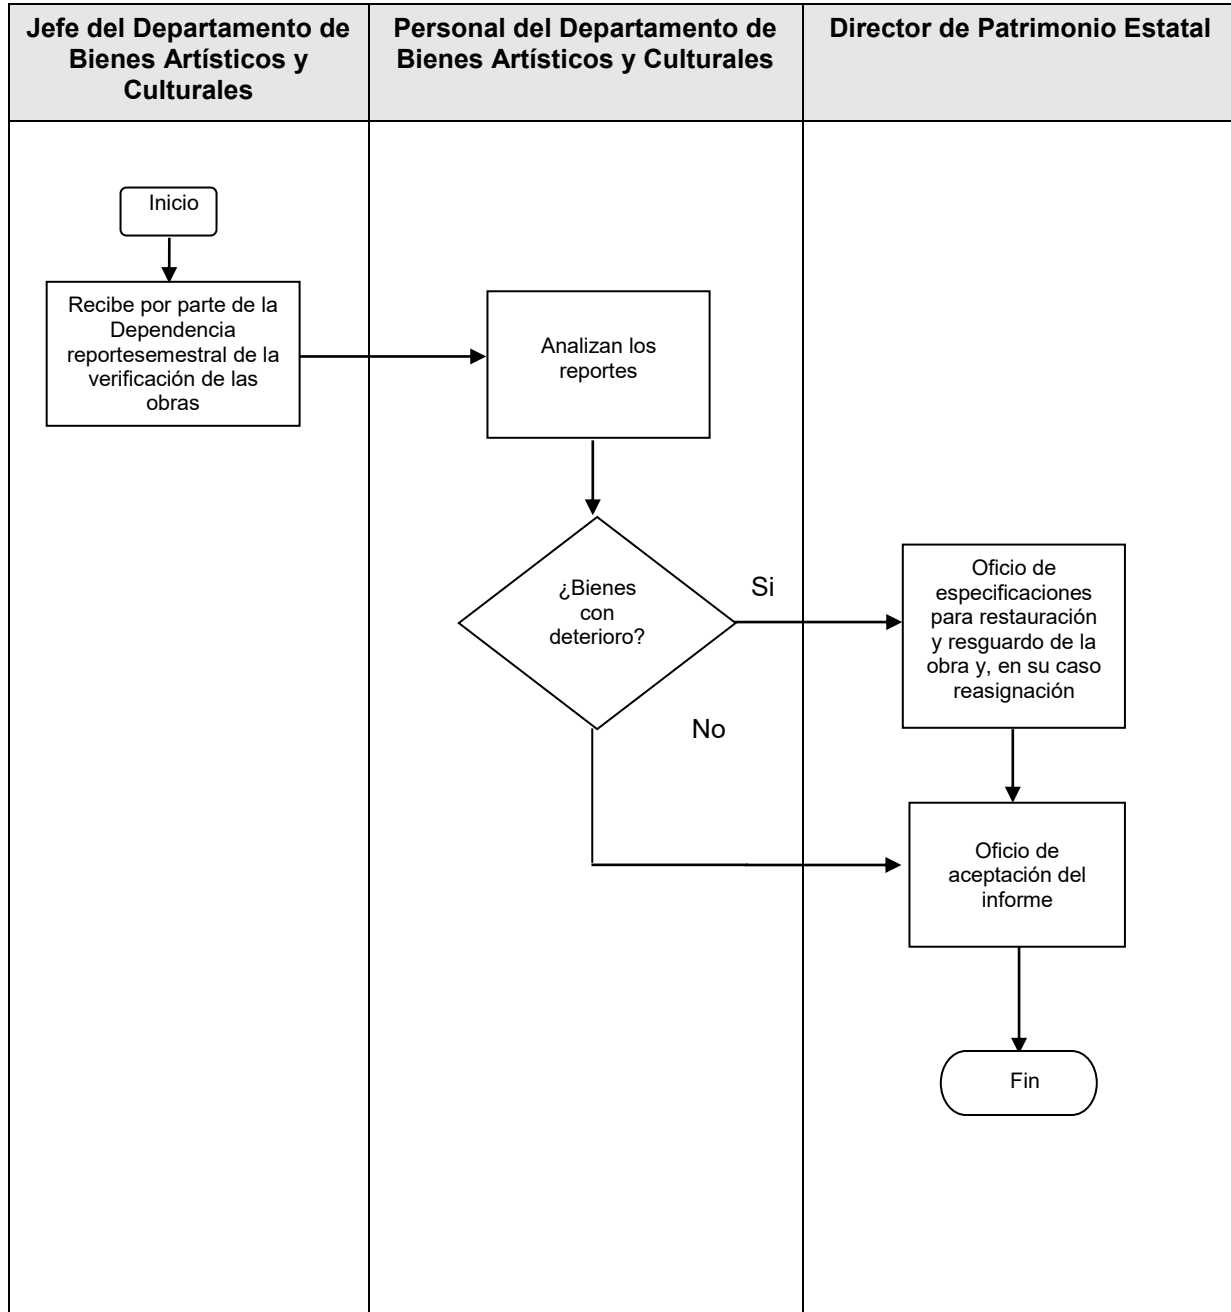 Jefe del Departamento de
Bienes Artísticos y
Culturales
Personal del Departamento de
Bienes Artísticos y Culturales
Director de Patrimonio Estatal
Inicio
Recibe por parte de la
Dependencia
reportesemestral de la
verificación de las
obras
Analizan los
reportes
¿Bienes
con
deterioro?
Si
Oficio de
especificaciones
para restauración
y resguardo de la
obra y, en su caso
reasignación
No
Oficio de
aceptación del
informe
Fin